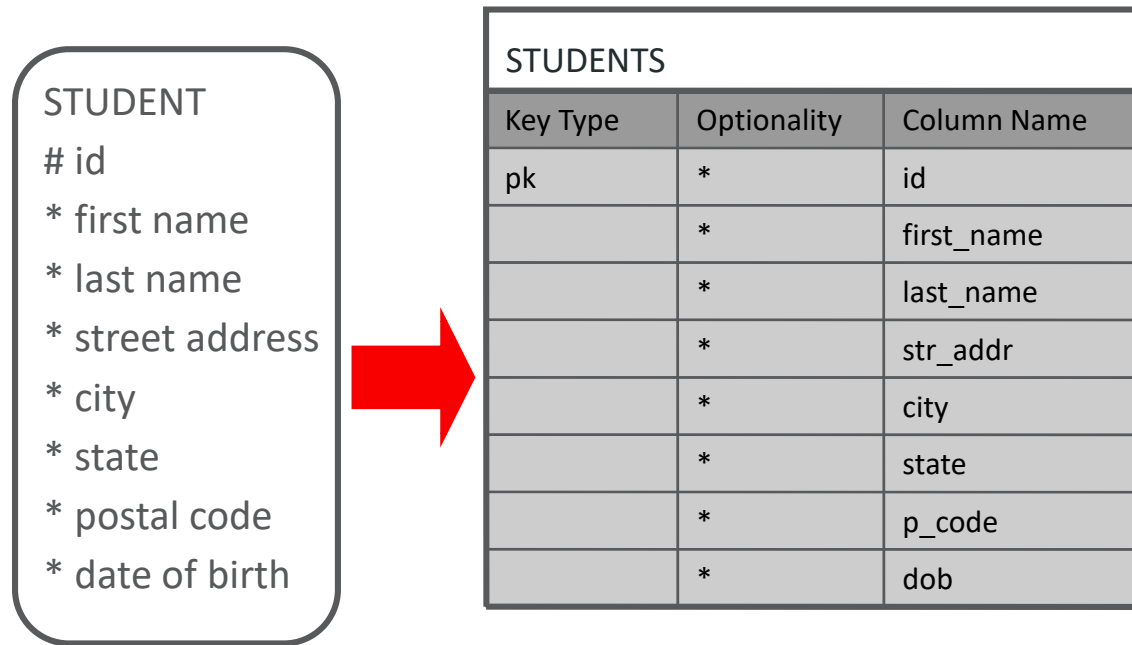 STUDENT
# id
* first name
* last name
* street address
* city
* state
* postal code
* date of birth
STUDENTS
Key Type Optionality Column Name
pk * id
* first_name
* last_name
* str_addr
* city
* state
* p_code
* dob